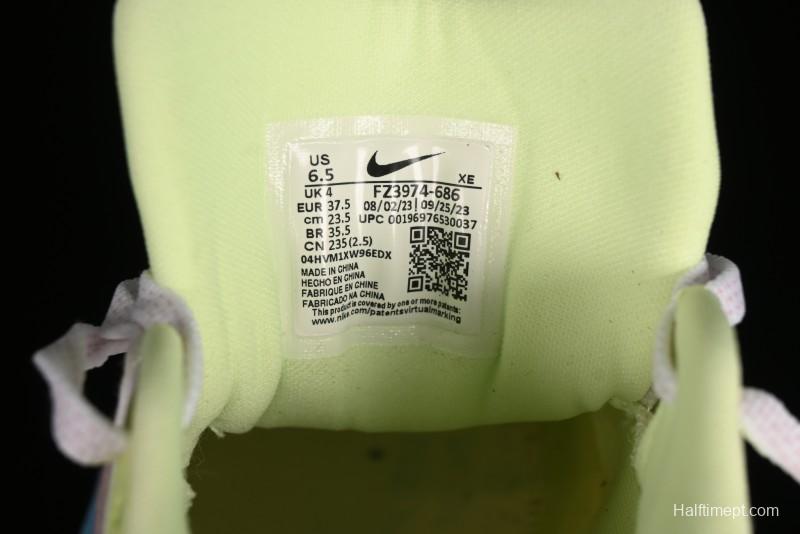 US
6.5
XE
UK 4
FZ3974-686
EUR 37.5
08/02/23 | 09/25/23
cm 23.5
UPC 00196976530037
BR 35.5
CN 235(2.5)
04HVM1XW96EDX
MADE IN CHINA
HECHO EN CHINA
FABRIQUE EN CHINE
FABRICADO NA CHINA
This product is covered by one or more patents:
www.nike.com/patentsvirtualmarking
Halftimept.com/